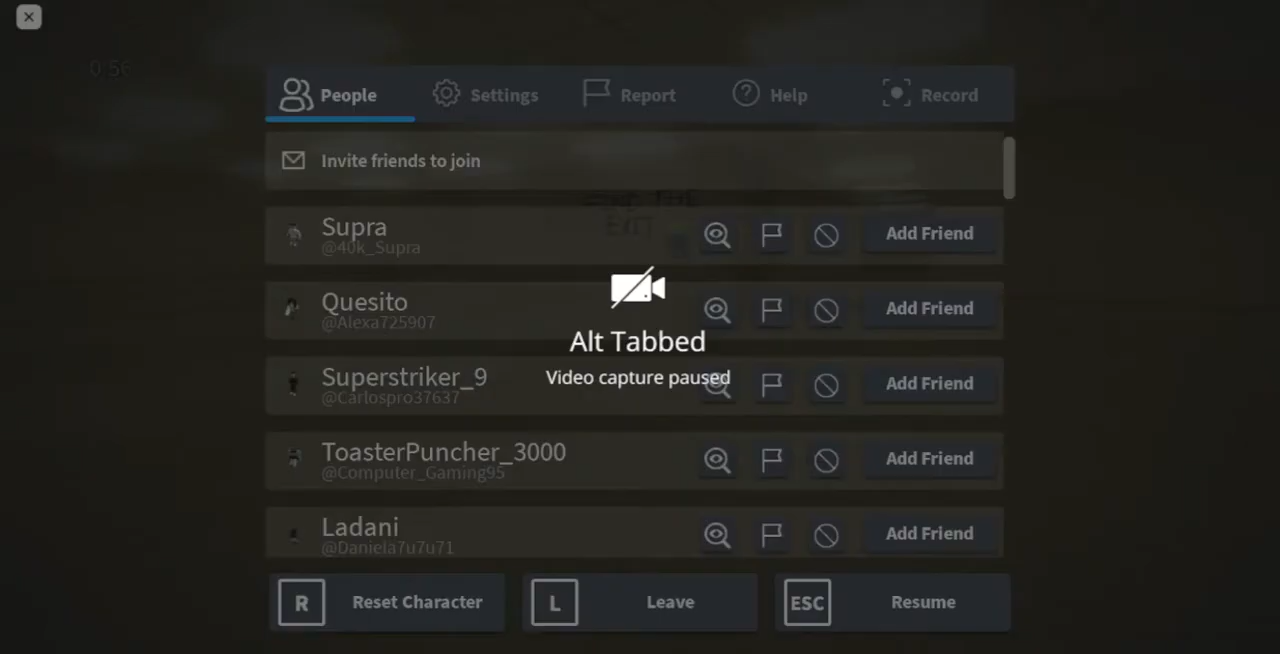 0:56
People
Settings
Report
Help
Record
Invite friends to join
Supra
@40k_Supra
Add Friend
Quesito
@Alexa725907
Add Friend
Alt Tabbed
Video capture paused
Superstriker_9
@Carlospro37637
Add Friend
ToasterPuncher_3000
@Computer_Gaming95
Add Friend
Ladani
@Daniela7u7u71
Add Friend
R Reset Character
L Leave
ESC Resume